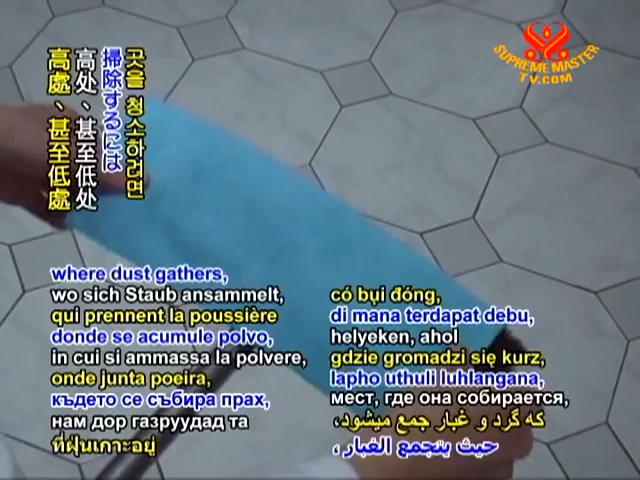 高處、甚至低處
高处、甚至低处
掃除するには
곳을 청소하려면
SUPREME MASTER
TV.COM
where dust gathers,
wo sich Staub ansammelt,
qui prennent la poussière
donde se acumule polvo,
in cui si ammassa la polvere,
onde junta poeira,
където се събира прах,
нам дор газруудад та
ที่ฝุ่นเกาะอยู่
có bụi đóng,
di mana terdapat debu,
helyeken, ahol
gdzie gromadzi się kurz,
lapho uthuli luhlangana,
мест, где она собирается,
که گرد و غبار جمع میشود،
حيث يتجمع الغبار،